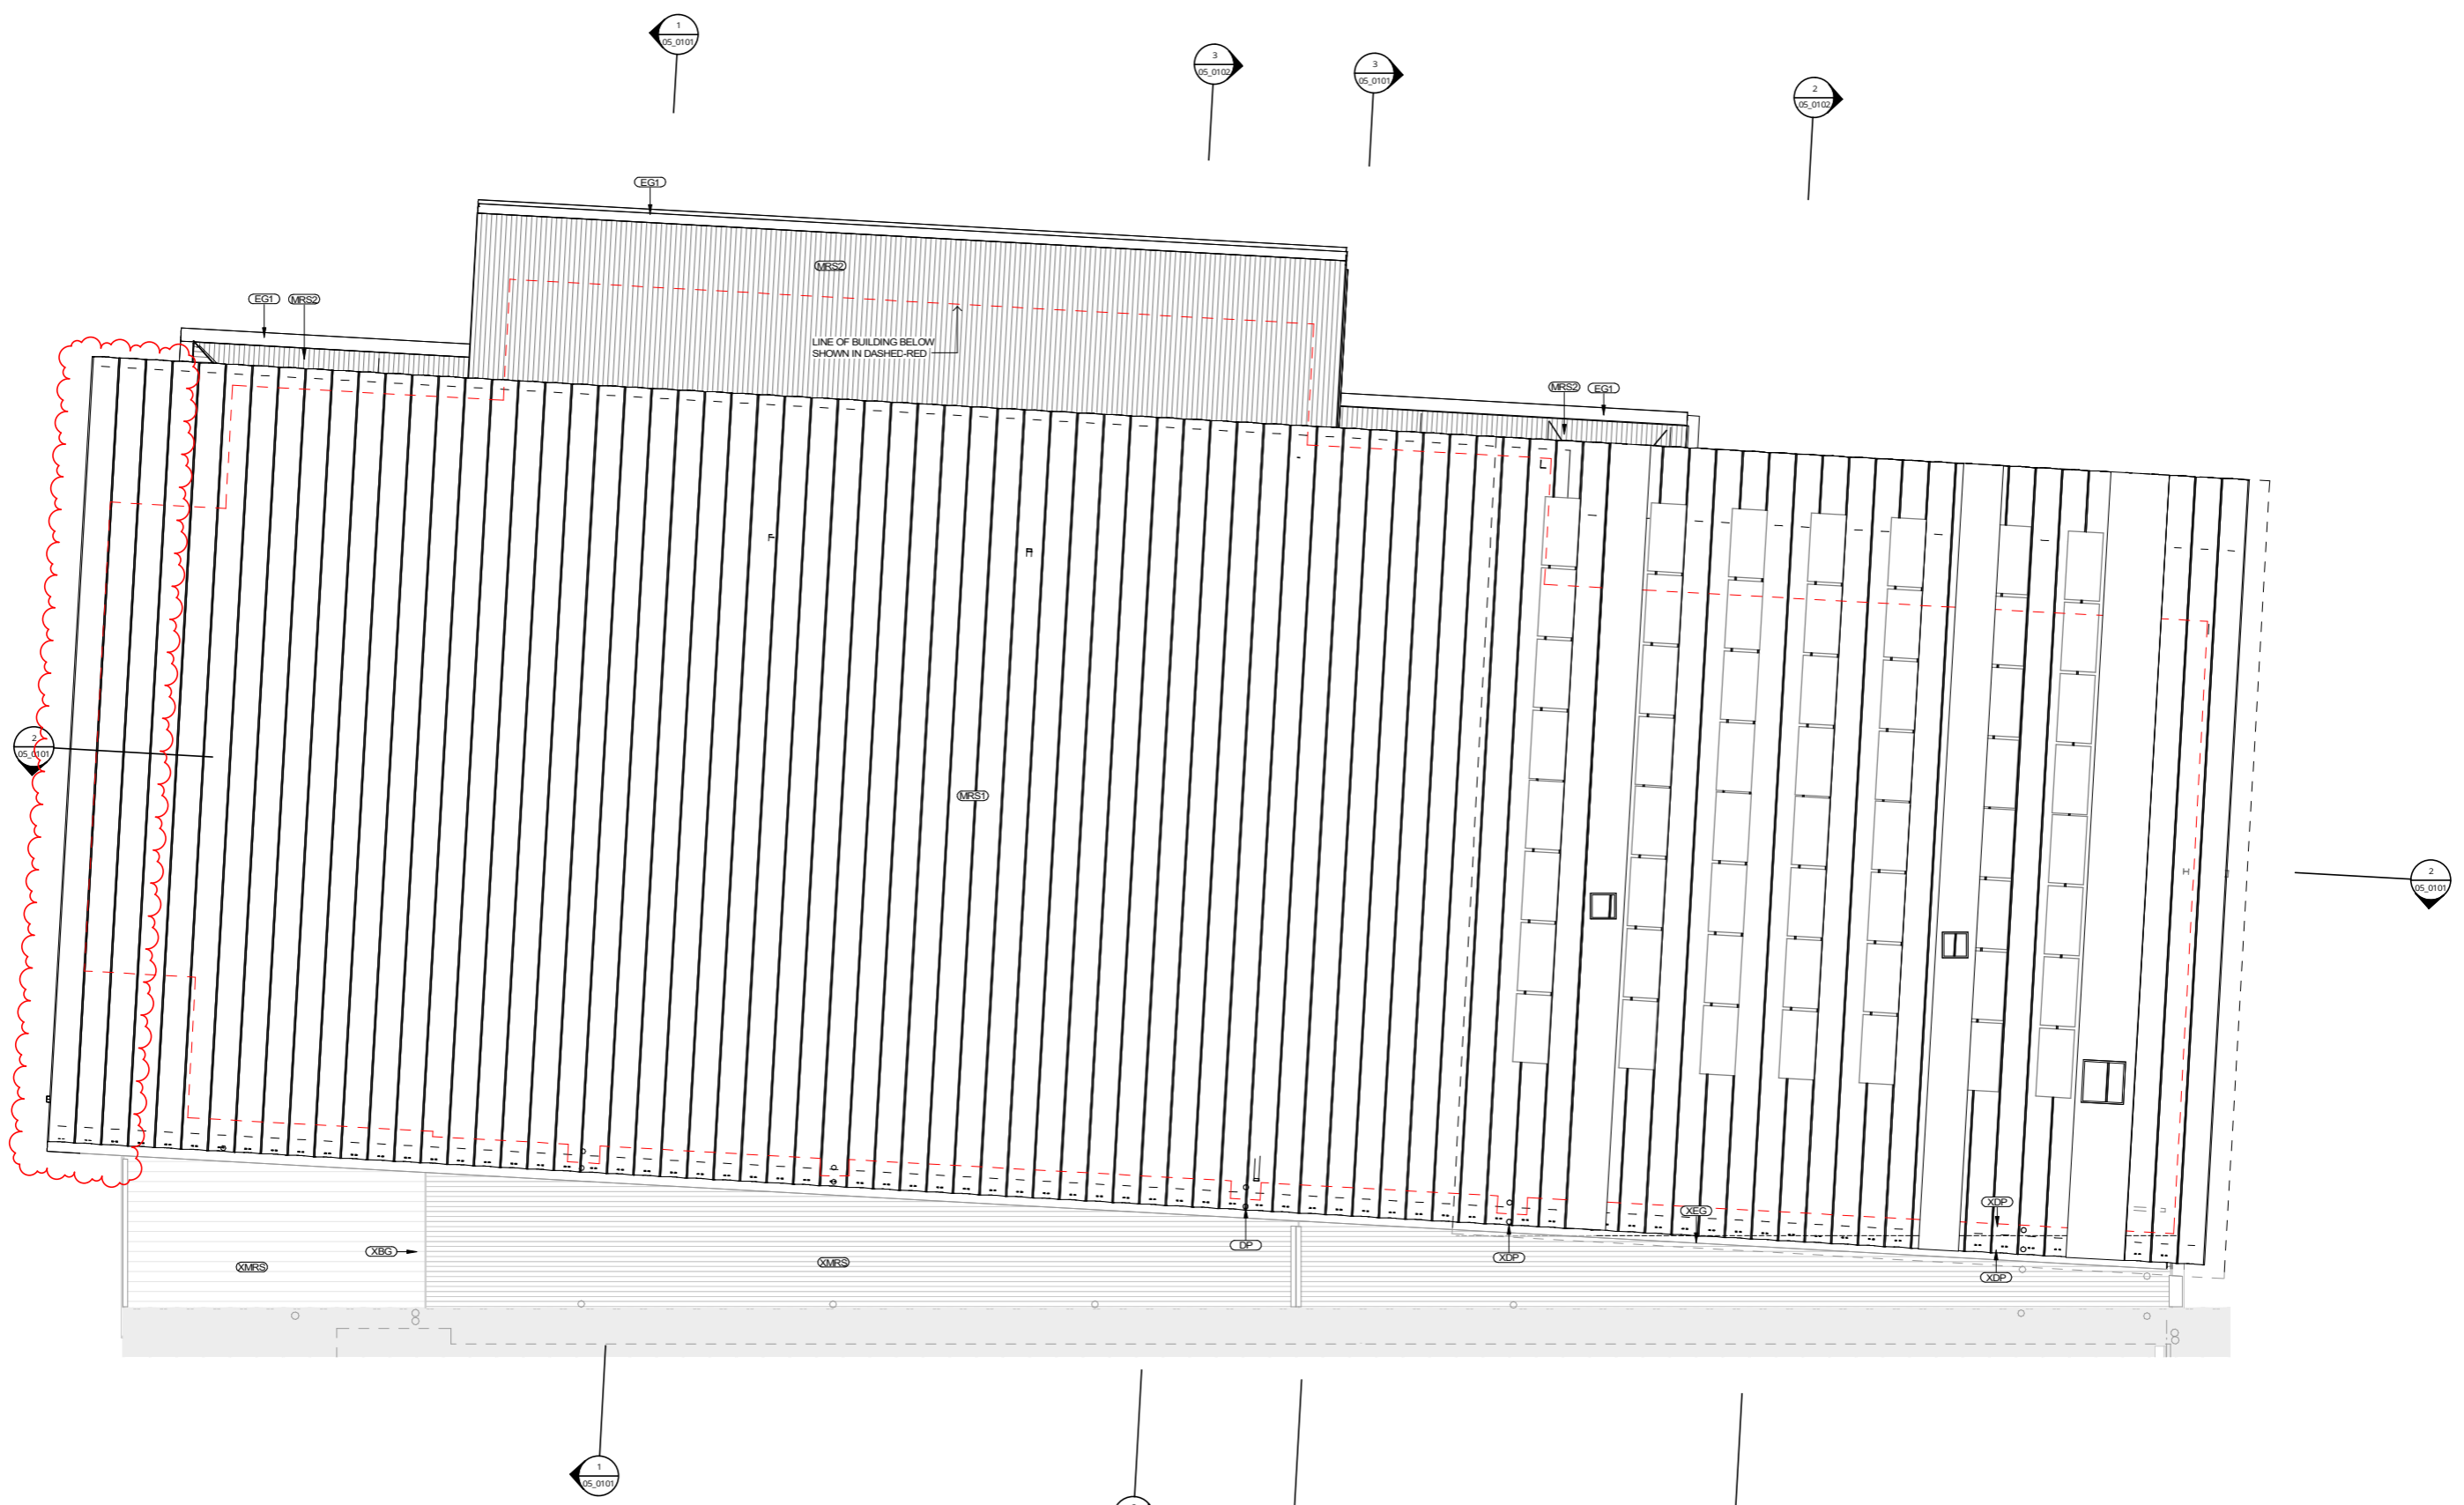 1
05_0101
3
05_0102
3
05_0101
2
05_0102
EG1
MRS2
EG1
MRS2
LINE OF BUILDING BELOW
SHOWN IN DASHED-RED
MRS2
EG1
2
05_0101
MRS1
2
05_0101
XDP
XEG
DP
XBG
XDP
XMRS
XMRS
XDP
1
05_0101